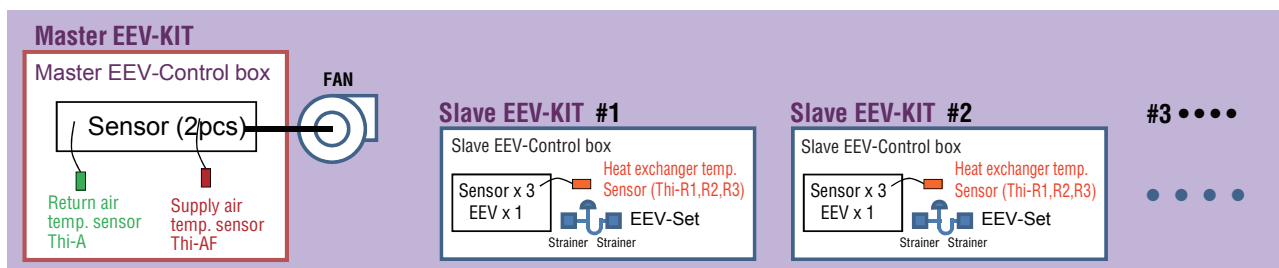 Master EEV-KIT
Master EEV-Control box
Sensor (2pcs)
Return air
temp. sensor
Thi-A
Supply air
temp. sensor
Thi-AF
FAN
Slave EEV-KIT #1
Slave EEV-Control box
Sensor x 3
EEV x 1
Heat exchanger temp.
Sensor (Thi-R1,R2,R3)
EEV-Set
Strainer Strainer
Slave EEV-KIT #2
Slave EEV-Control box
Sensor x 3
EEV x 1
Heat exchanger temp.
Sensor (Thi-R1,R2,R3)
EEV-Set
Strainer Strainer
#3 ••••